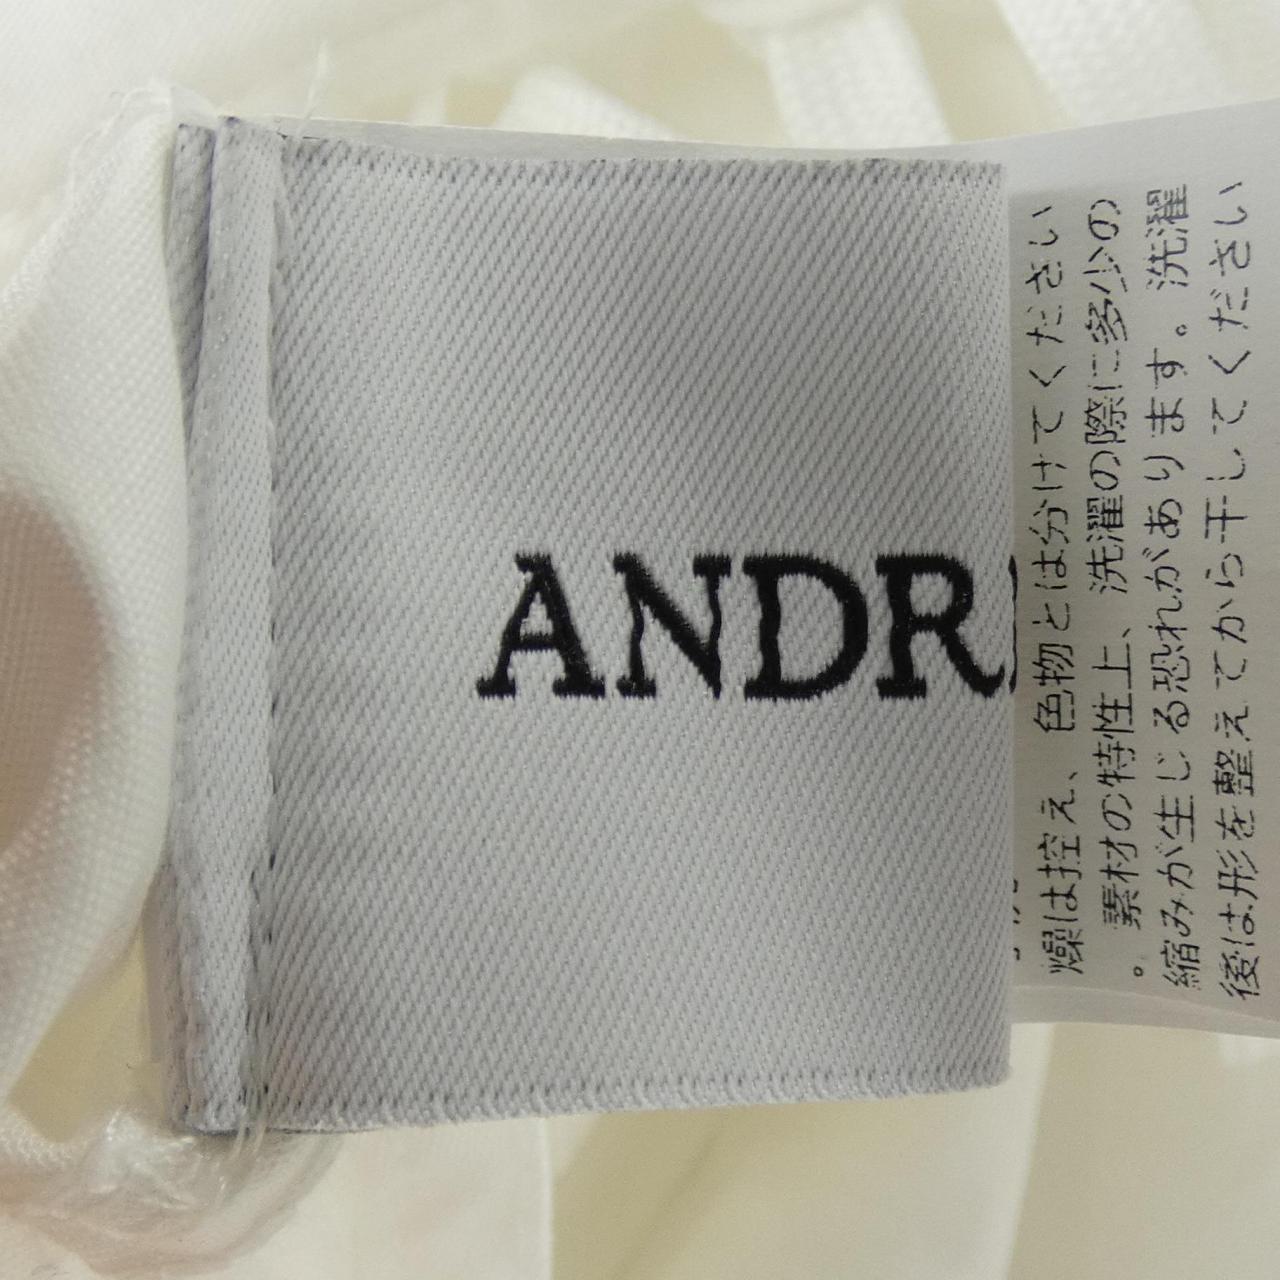 ANDR
燥は控え、色物とは分けてください
。素材の特性上、洗濯の際に多少の
縮みが生じる恐れがあります。洗濯
後は形を整えてから干してください